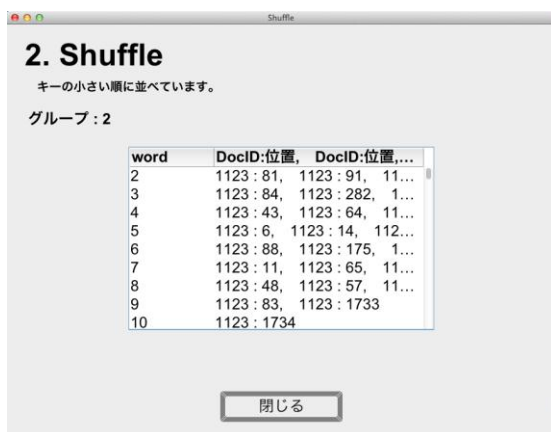 Shuffle
2. Shuffle
キーの小さい順に並べています。
グループ : 2
word DocID:位置, DocID:位置,...
2 1123 : 81, 1123 : 91, 11...
3 1123 : 84, 1123 : 282, 1...
4 1123 : 43, 1123 : 64, 11...
5 1123 : 6, 1123 : 14, 112...
6 1123 : 88, 1123 : 175, 1...
7 1123 : 11, 1123 : 65, 11...
8 1123 : 48, 1123 : 57, 11...
9 1123 : 83, 1123 : 1733
10 1123 : 1734
閉じる